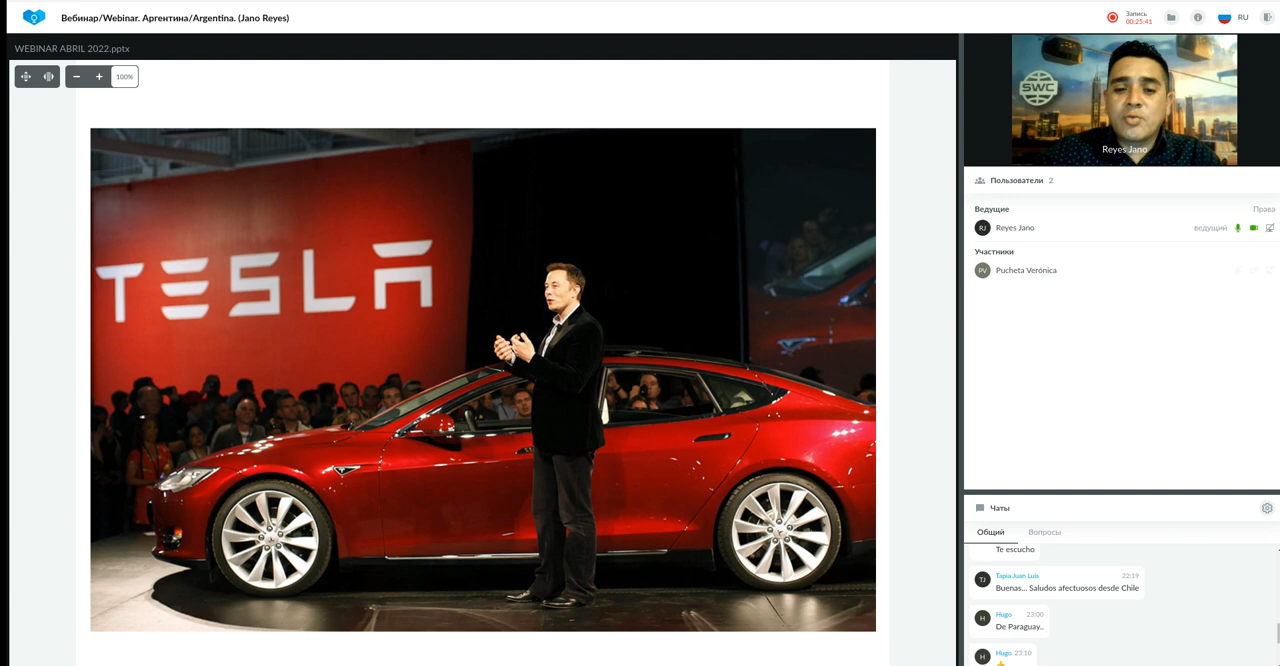 Вебинар/Webinar. Аргентина/Argentina. (Jano Reyes)
Запись
00:25:41
RU
WEBINAR ABRIL 2022.pptx
100%
TESLA
SWC
Reyes Jano
Пользователи 2
Ведущие Права
RJ Reyes Jano ведущий
Участники
PV Pucheta Verónica
Чаты
Общий Вопросы
Te escucho
TJ Tapia Juan Luis 22:19
Buenas... Saludos afectuosos desde Chile
H Hugo 23:00
De Paraguay..
H Hugo 23:10